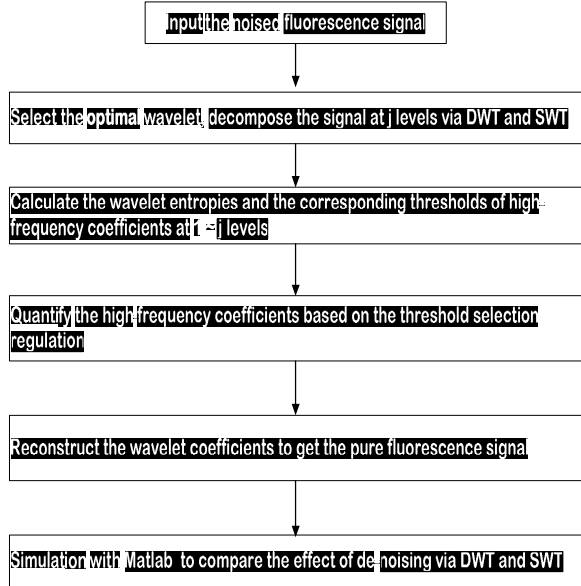 Input the noised fluorescence signal
Select the optimal wavelet, decompose the signal at j levels via DWT and SWT
Calculate the wavelet entropies and the corresponding thresholds of high-
frequency coefficients at 1 ~ j levels
Quantify the high-frequency coefficients based on the threshold selection
regulation
Reconstruct the wavelet coefficients to get the pure fluorescence signal
Simulation with Matlab to compare the effect of de-noising via DWT and SWT